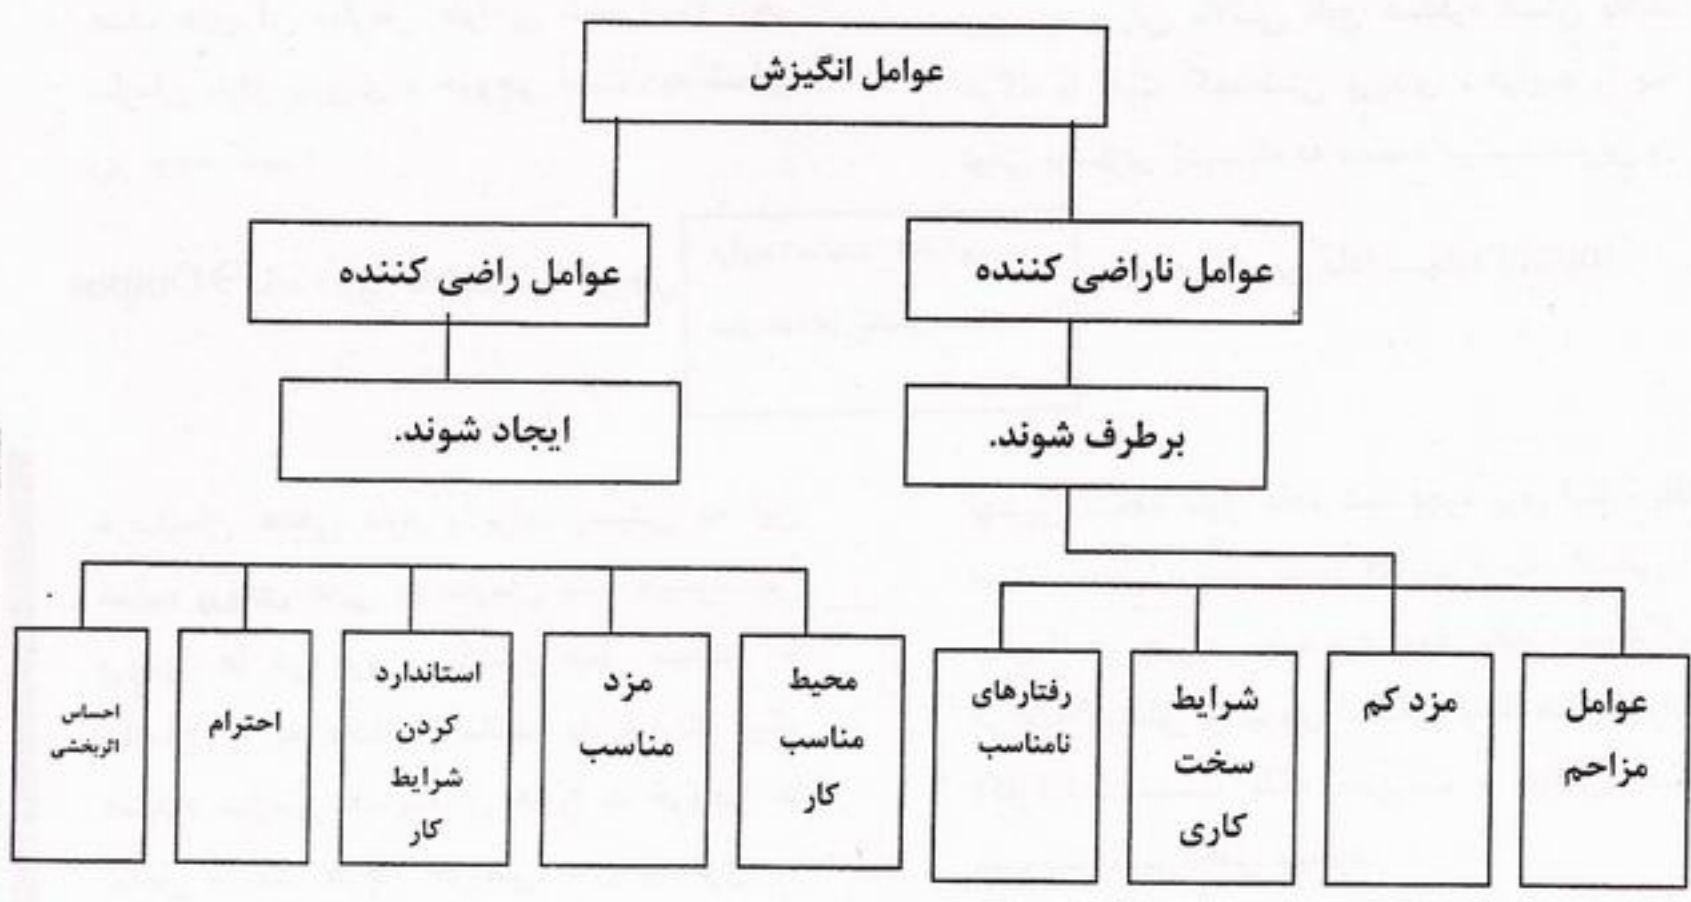 عوامل انگیزش
عوامل ناراضی کننده
عوامل راضی کننده
برطرف شوند.
ایجاد شوند.
عوامل
مزاحم
مزد کم
شرایط
سخت
کاری
رفتارهای
نامناسب
محیط
مناسب
کار
مزد
مناسب
استاندارد
کردن
شرایط
کار
احترام
احساس
اثربخشی